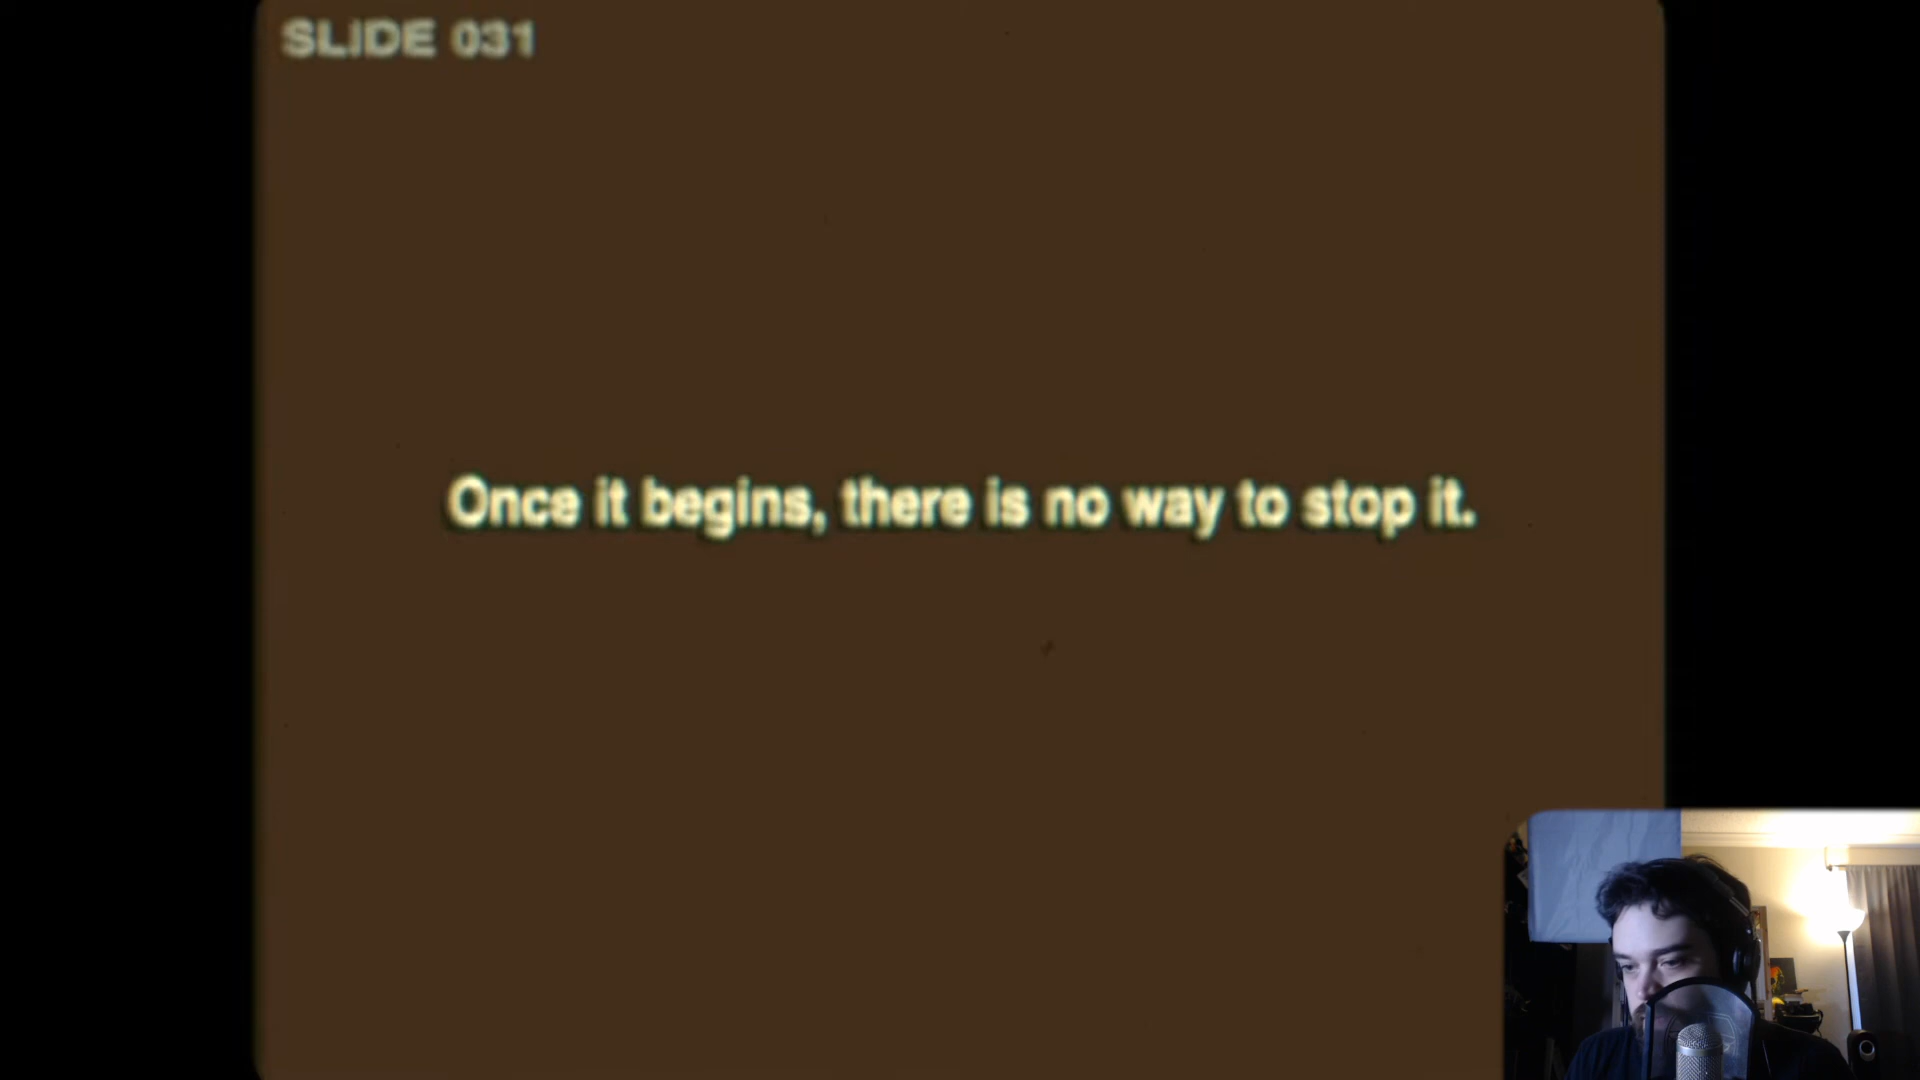 SLIDE 031
Once it begins, there is no way to stop it.